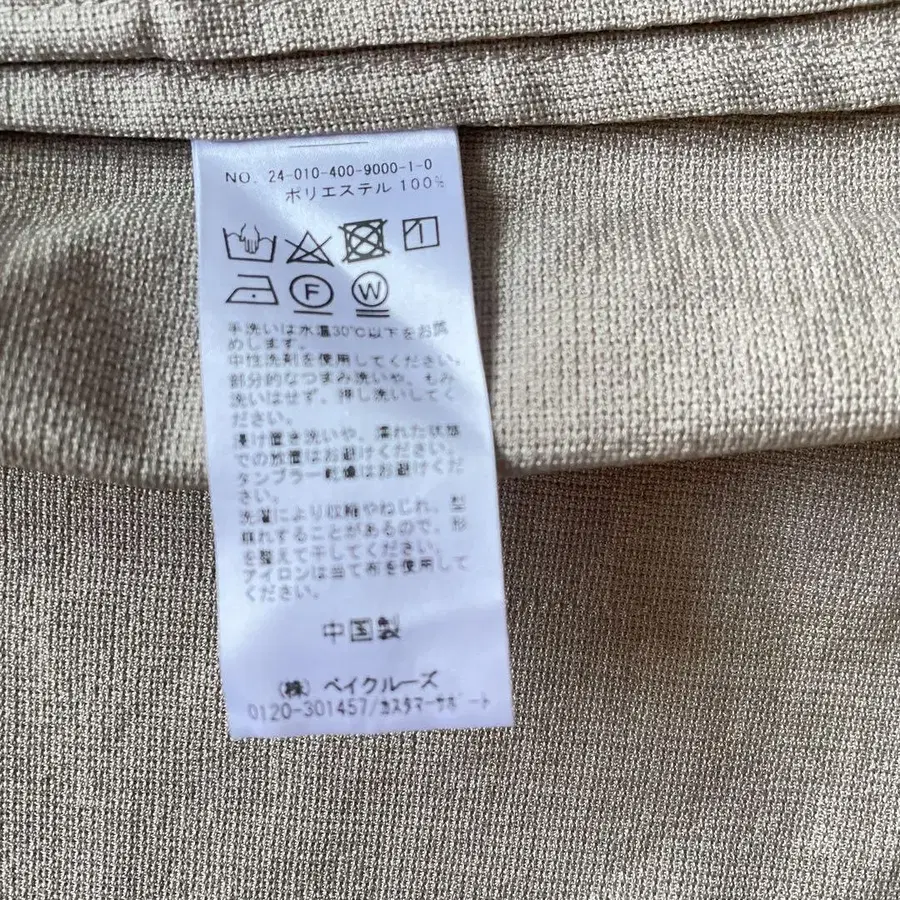 NO. 24-010-400-9000-1-0
ポリエステル 100%
F W
手洗いは水温30℃以下をお薦
めします。
中性洗剤を使用してください。
部分的なつまみ洗いや、もみ
洗いはせず、押し洗いしてく
ださい。
浸け置き洗いや、濡れた状態
での放置はお避けください。
タンブラー乾燥はお避けくだ
さい。
洗濯により収縮やねじれ、型
崩れすることがあるので、形
を整えて干してください。
アイロンは当て布を使用して
ください。
中国製
(株) ベイクルーズ
0120-301457/カスタマーサポート